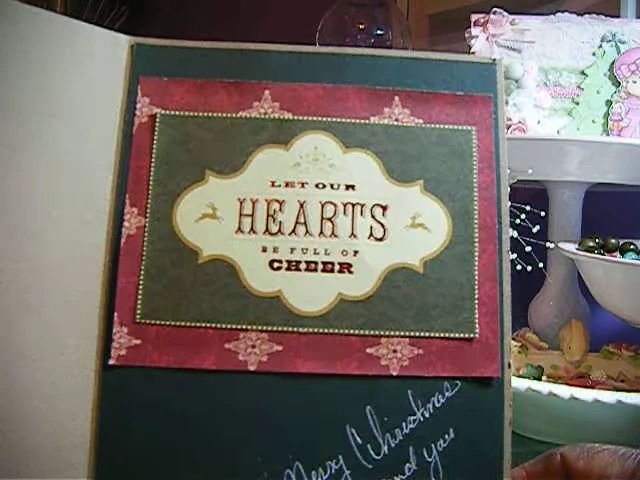 LET OUR
HEARTS
BE FULL OF
CHEER
Merry Christmas
and you